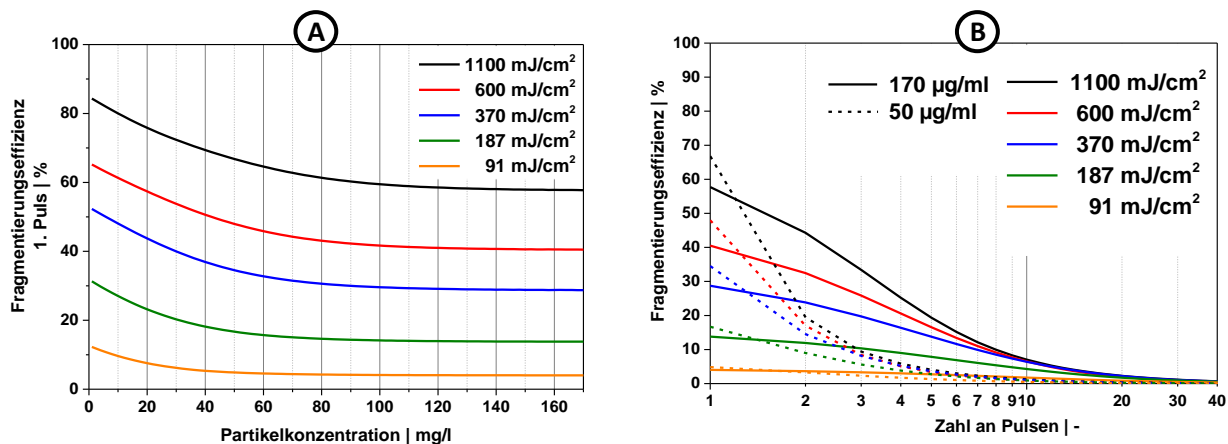 A
Fragmentierungseffizienz
1. Puls | %
100
80
60
40
20
0
1100 mJ/cm²
600 mJ/cm²
370 mJ/cm²
187 mJ/cm²
91 mJ/cm²
0 20 40 60 80 100 120 140 160
Partikelkonzentration | mg/l
B
Fragmentierungseffizienz | %
100
90
80
70
60
50
40
30
20
10
0
170 µg/ml
50 µg/ml
1100 mJ/cm²
600 mJ/cm²
370 mJ/cm²
187 mJ/cm²
91 mJ/cm²
1 2 3 4 5 6 7 8 9 10 20 30 40
Zahl an Pulsen | -